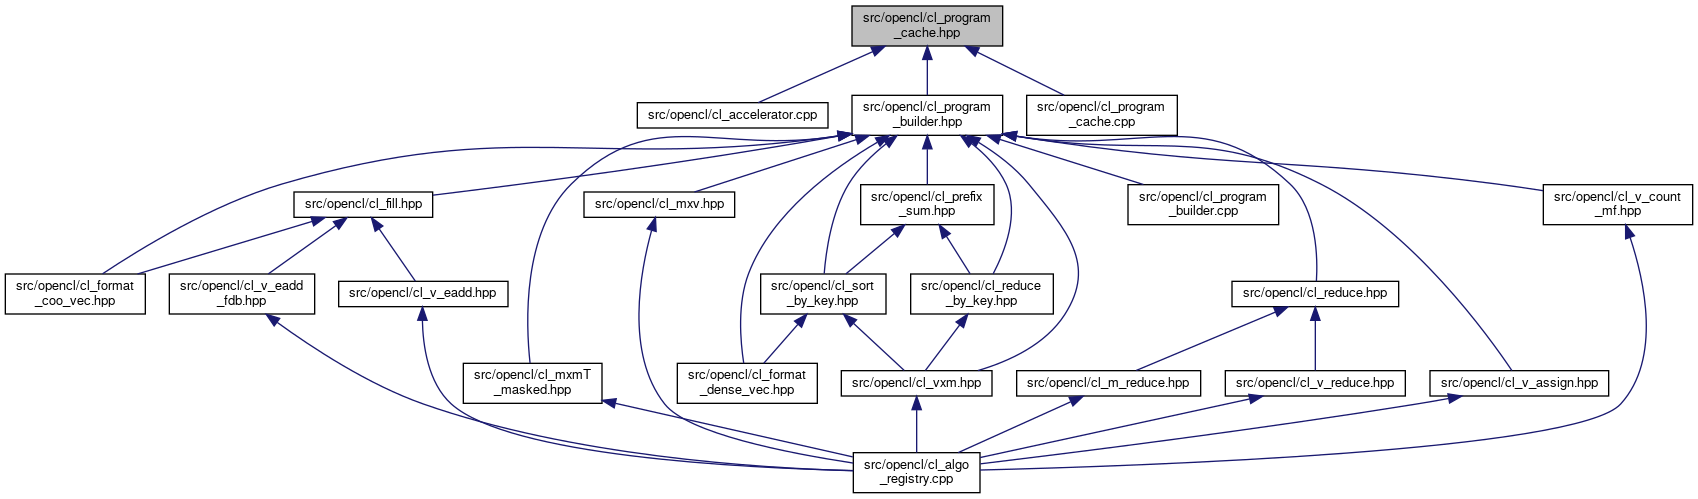 src/opencl/cl_program
_cache.hpp
src/opencl/cl_accelerator.cpp
src/opencl/cl_program
_builder.hpp
src/opencl/cl_program
_cache.cpp
src/opencl/cl_fill.hpp
src/opencl/cl_mxv.hpp
src/opencl/cl_prefix
_sum.hpp
src/opencl/cl_program
_builder.cpp
src/opencl/cl_v_count
_mf.hpp
src/opencl/cl_format
_coo_vec.hpp
src/opencl/cl_v_eadd
_fdb.hpp
src/opencl/cl_v_eadd.hpp
src/opencl/cl_sort
_by_key.hpp
src/opencl/cl_reduce
_by_key.hpp
src/opencl/cl_reduce.hpp
src/opencl/cl_mxmT
_masked.hpp
src/opencl/cl_format
_dense_vec.hpp
src/opencl/cl_vxm.hpp
src/opencl/cl_m_reduce.hpp
src/opencl/cl_v_reduce.hpp
src/opencl/cl_v_assign.hpp
src/opencl/cl_algo
_registry.cpp